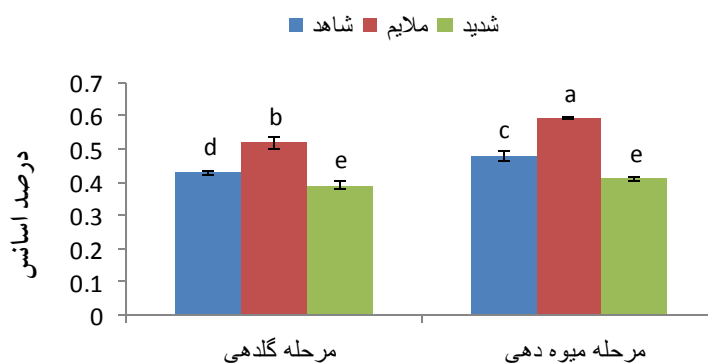 شاهد ملایم شدید
درصد اسانس
0.7
0.6
0.5
0.4
0.3
0.2
0.1
0
d
b
e
c
a
e
مرحله گلدهی
مرحله میوه دهی